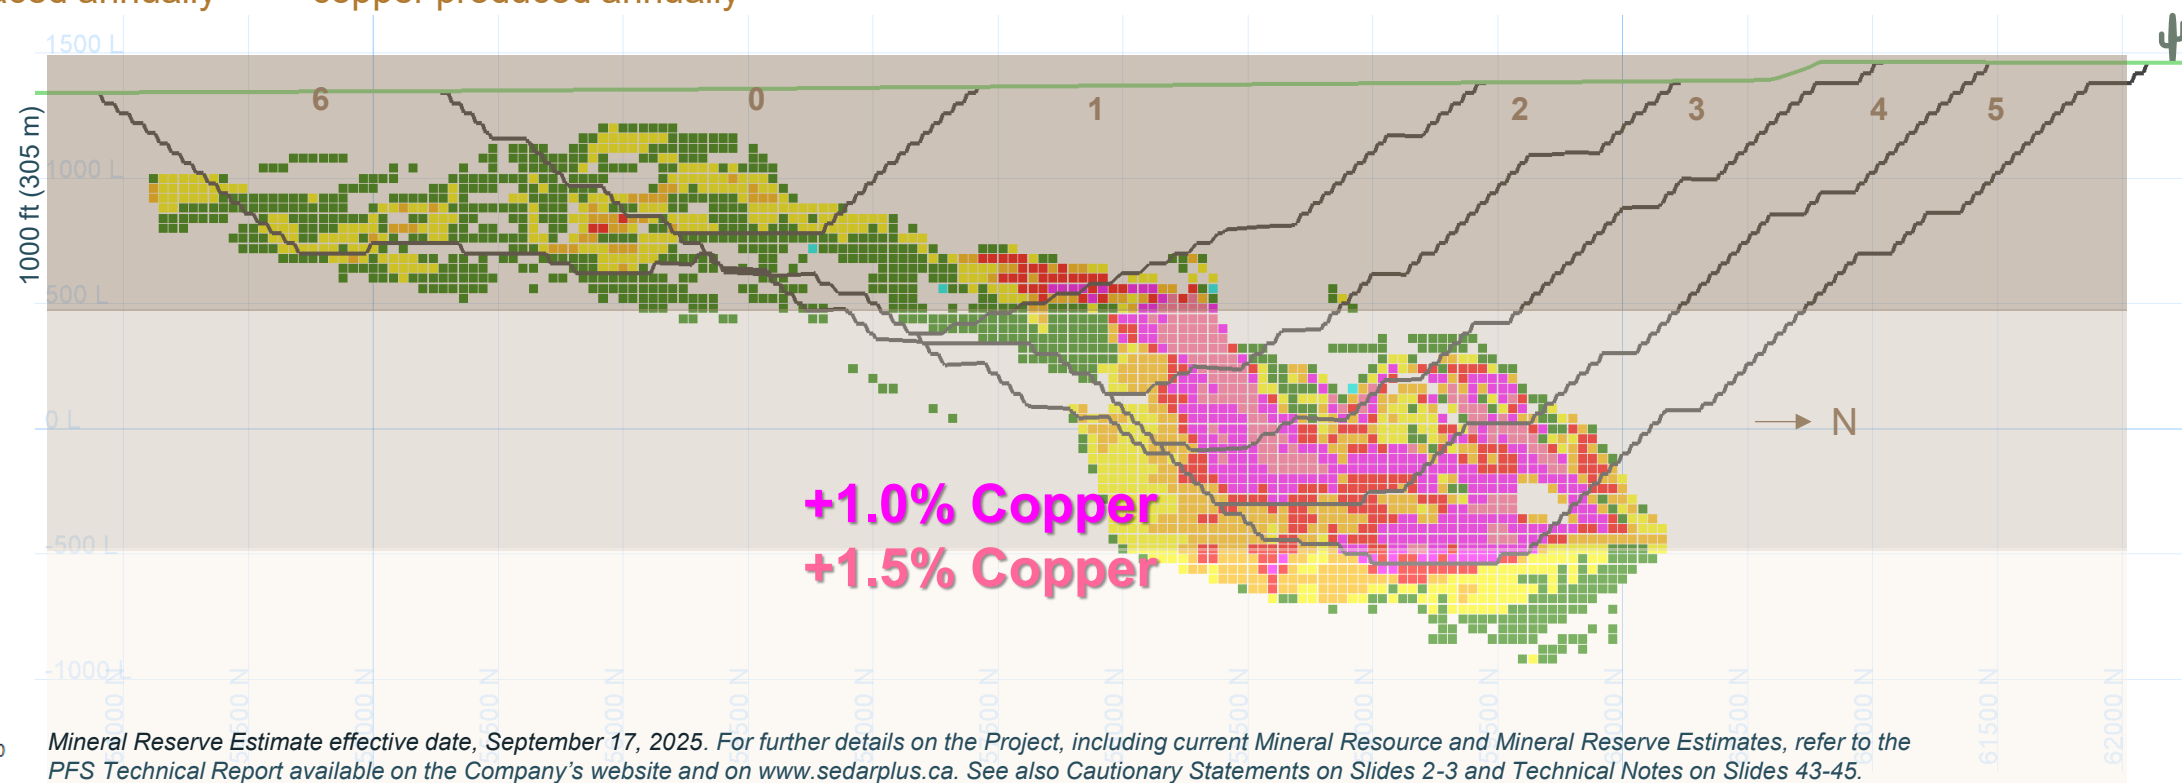 copper produced annually
1500 L
6
0
1
2
3
4
5
1000 ft (305 m)
1000 L
500 L
0 L
N
+1.0% Copper
-500 L
+1.5% Copper
-1000 L
61500 N
62000 N
Mineral Reserve Estimate effective date, September 17, 2025. For further details on the Project, including current Mineral Resource and Mineral Reserve Estimates, refer to the
PFS Technical Report available on the Company’s website and on www.sedarplus.ca. See also Cautionary Statements on Slides 2-3 and Technical Notes on Slides 43-45.